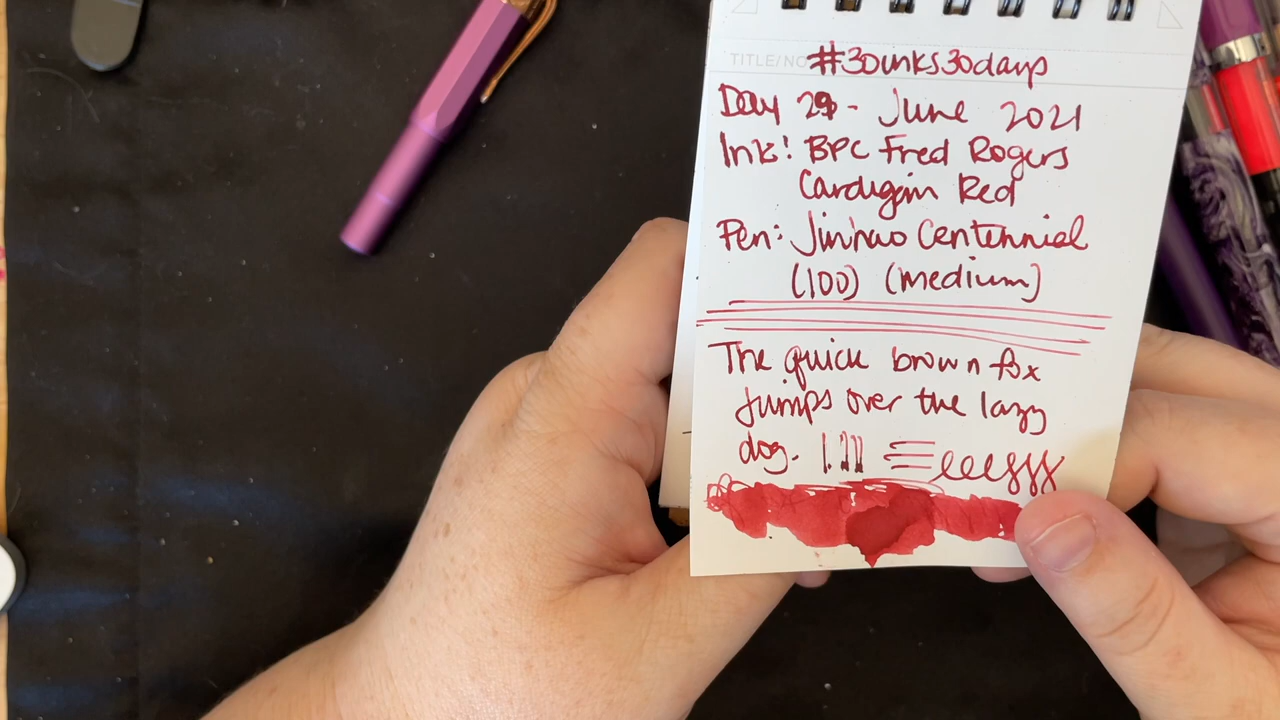 TITLE/NO
#30inks30days
Day 29 - June 2021
Ink: BPC Fred Rogers
Cardigan Red
Pen: Jinhao Centennial
(100) (medium)
The quick brown fox
jumps over the lazy
dog.